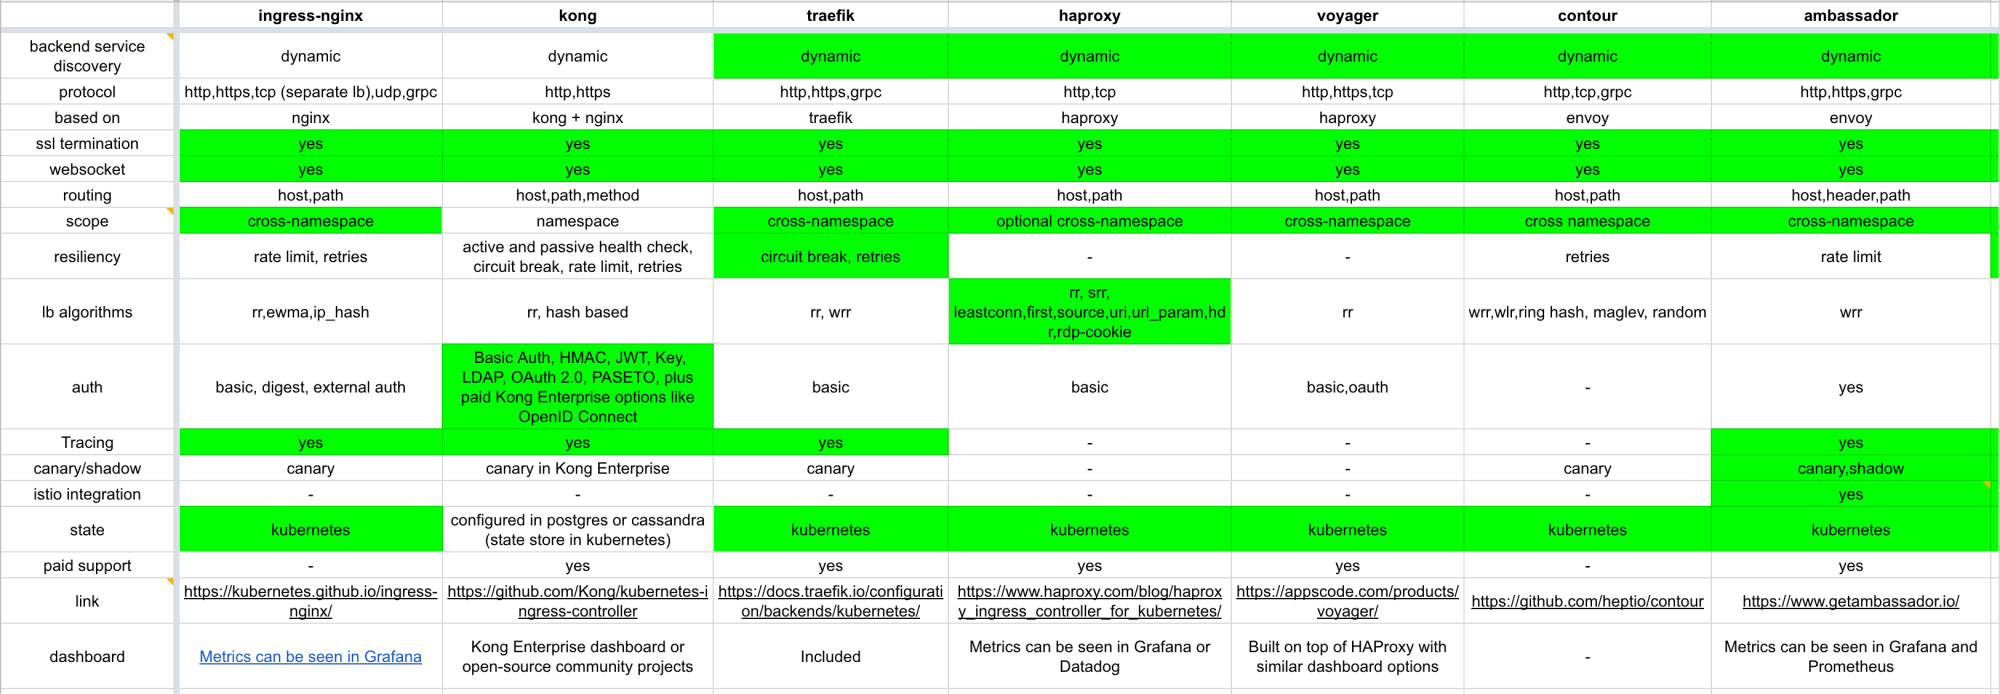 ingress-nginx kong traefik haproxy voyager contour ambassador
backend service
discovery
dynamic dynamic dynamic dynamic dynamic dynamic dynamic
protocol http,https,tcp (separate lb),udp,grpc http,https http,https,grpc http,tcp http,https,tcp http,tcp,grpc http,https,grpc
based on nginx kong + nginx traefik haproxy haproxy envoy envoy
ssl termination yes yes yes yes yes yes yes
websocket yes yes yes yes yes yes yes
routing host,path host,path,method host,path host,path host,path host,path host,header,path
scope cross-namespace namespace cross-namespace optional cross-namespace cross-namespace cross namespace cross-namespace
resiliency rate limit, retries
active and passive health check,
circuit break, rate limit, retries
circuit break, retries - - retries rate limit
lb algorithms rr,ewma,ip_hash rr, hash based rr, wrr
rr, srr,
leastconn,first,source,uri,url_param,hd
r,rdp-cookie
rr wrr,wlr,ring hash, maglev, random wrr
auth basic, digest, external auth
Basic Auth, HMAC, JWT, Key,
LDAP, OAuth 2.0, PASETO, plus
paid Kong Enterprise options like
OpenID Connect
basic basic basic,oauth - yes
Tracing yes yes yes - - - yes
canary/shadow canary canary in Kong Enterprise canary - - canary canary,shadow
istio integration - - - - - - yes
state kubernetes
configured in postgres or cassandra
(state store in kubernetes)
kubernetes kubernetes kubernetes kubernetes kubernetes
paid support - yes yes yes yes - yes
link
https://kubernetes.github.io/ingress-
nginx/
https://github.com/Kong/kubernetes-i
ngress-controller
https://docs.traefik.io/configurati
on/backends/kubernetes/
https://www.haproxy.com/blog/haprox
y_ingress_controller_for_kubernetes/
https://appscode.com/products/
voyager/
https://github.com/heptio/contour
https://www.getambassador.io/
dashboard
Metrics can be seen in Grafana
Kong Enterprise dashboard or
open-source community projects
Included
Metrics can be seen in Grafana or
Datadog
Built on top of HAProxy with
similar dashboard options
-
Metrics can be seen in Grafana and
Prometheus